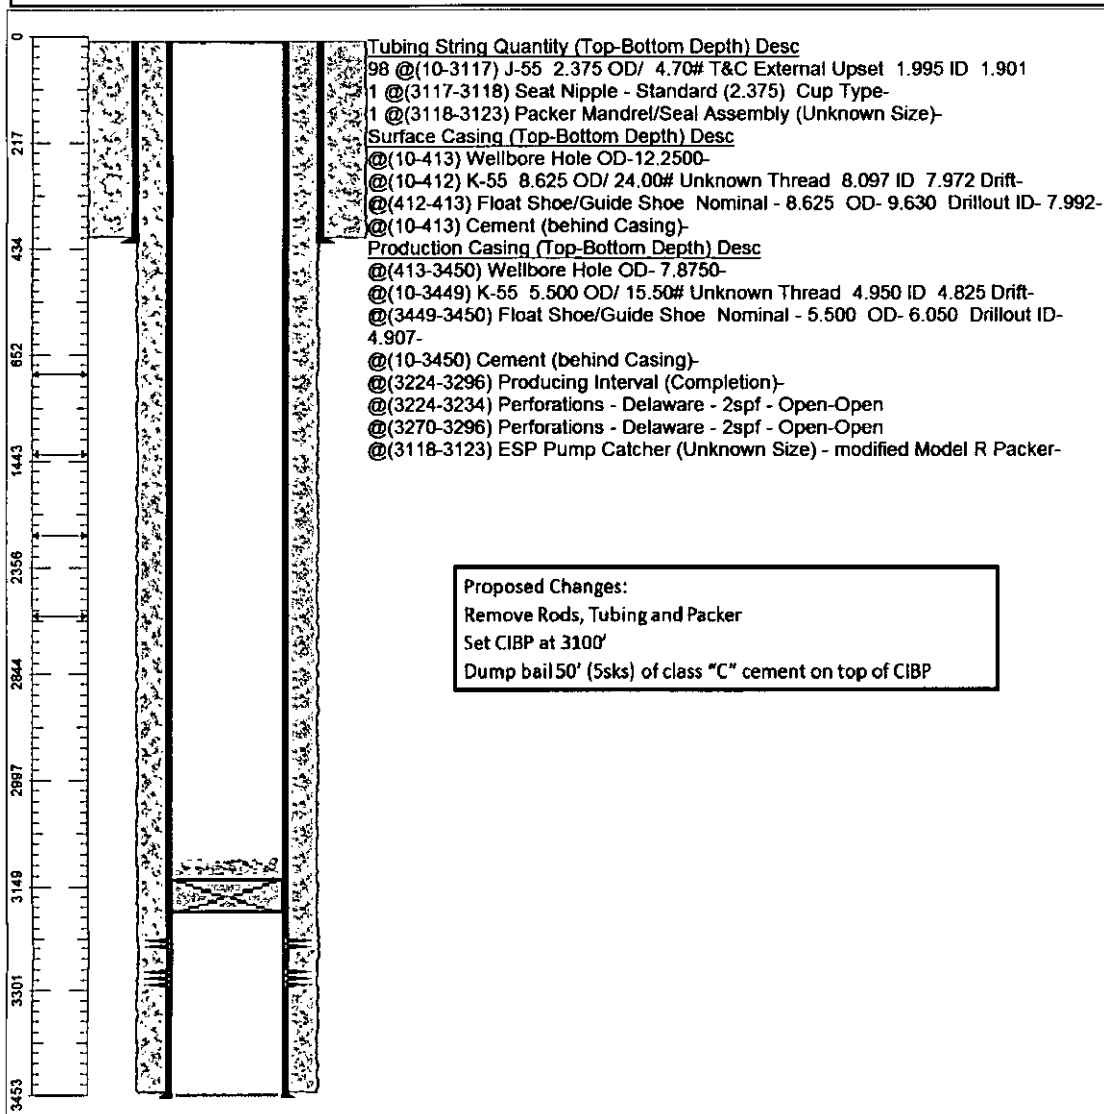 Tubing String Quantity (Top-Bottom Depth) Desc
98 @(10-3117) J-55 2.375 OD/ 4.70# T&C External Upset 1.995 ID 1.901
1 @(3117-3118) Seat Nipple - Standard (2.375) Cup Type-
1 @(3118-3123) Packer Mandrel/Seal Assembly (Unknown Size)-
Surface Casing (Top-Bottom Depth) Desc
@(10-413) Wellbore Hole OD-12.2500-
@(10-412) K-55 8.625 OD/ 24.00# Unknown Thread 8.097 ID 7.972 Drift-
@(412-413) Float Shoe/Guide Shoe Nominal - 8.625 OD- 9.630 Drillout ID- 7.992-
@(10-413) Cement (behind Casing)-
Production Casing (Top-Bottom Depth) Desc
@(413-3450) Wellbore Hole OD- 7.8750-
@(10-3449) K-55 5.500 OD/ 15.50# Unknown Thread 4.950 ID 4.825 Drift-
@(3449-3450) Float Shoe/Guide Shoe Nominal - 5.500 OD- 6.050 Drillout ID-
4.907-
@(10-3450) Cement (behind Casing)-
@(3224-3296) Producing Interval (Completion)-
@(3224-3234) Perforations - Delaware - 2spf - Open-Open
@(3270-3296) Perforations - Delaware - 2spf - Open-Open
@(3118-3123) ESP Pump Catcher (Unknown Size) - modified Model R Packer-
Proposed Changes:
Remove Rods, Tubing and Packer
Set CIBP at 3100'
Dump bail 50' (5sks) of class "C" cement on top of CIBP
0
217
434
652
1443
2356
2844
2997
3149
3301
3453